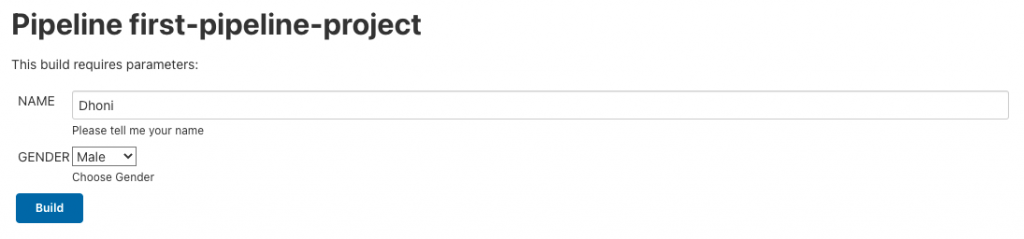 Pipeline first-pipeline-project
This build requires parameters:
NAME Dhoni
Please tell me your name
GENDER Male
Choose Gender
Build